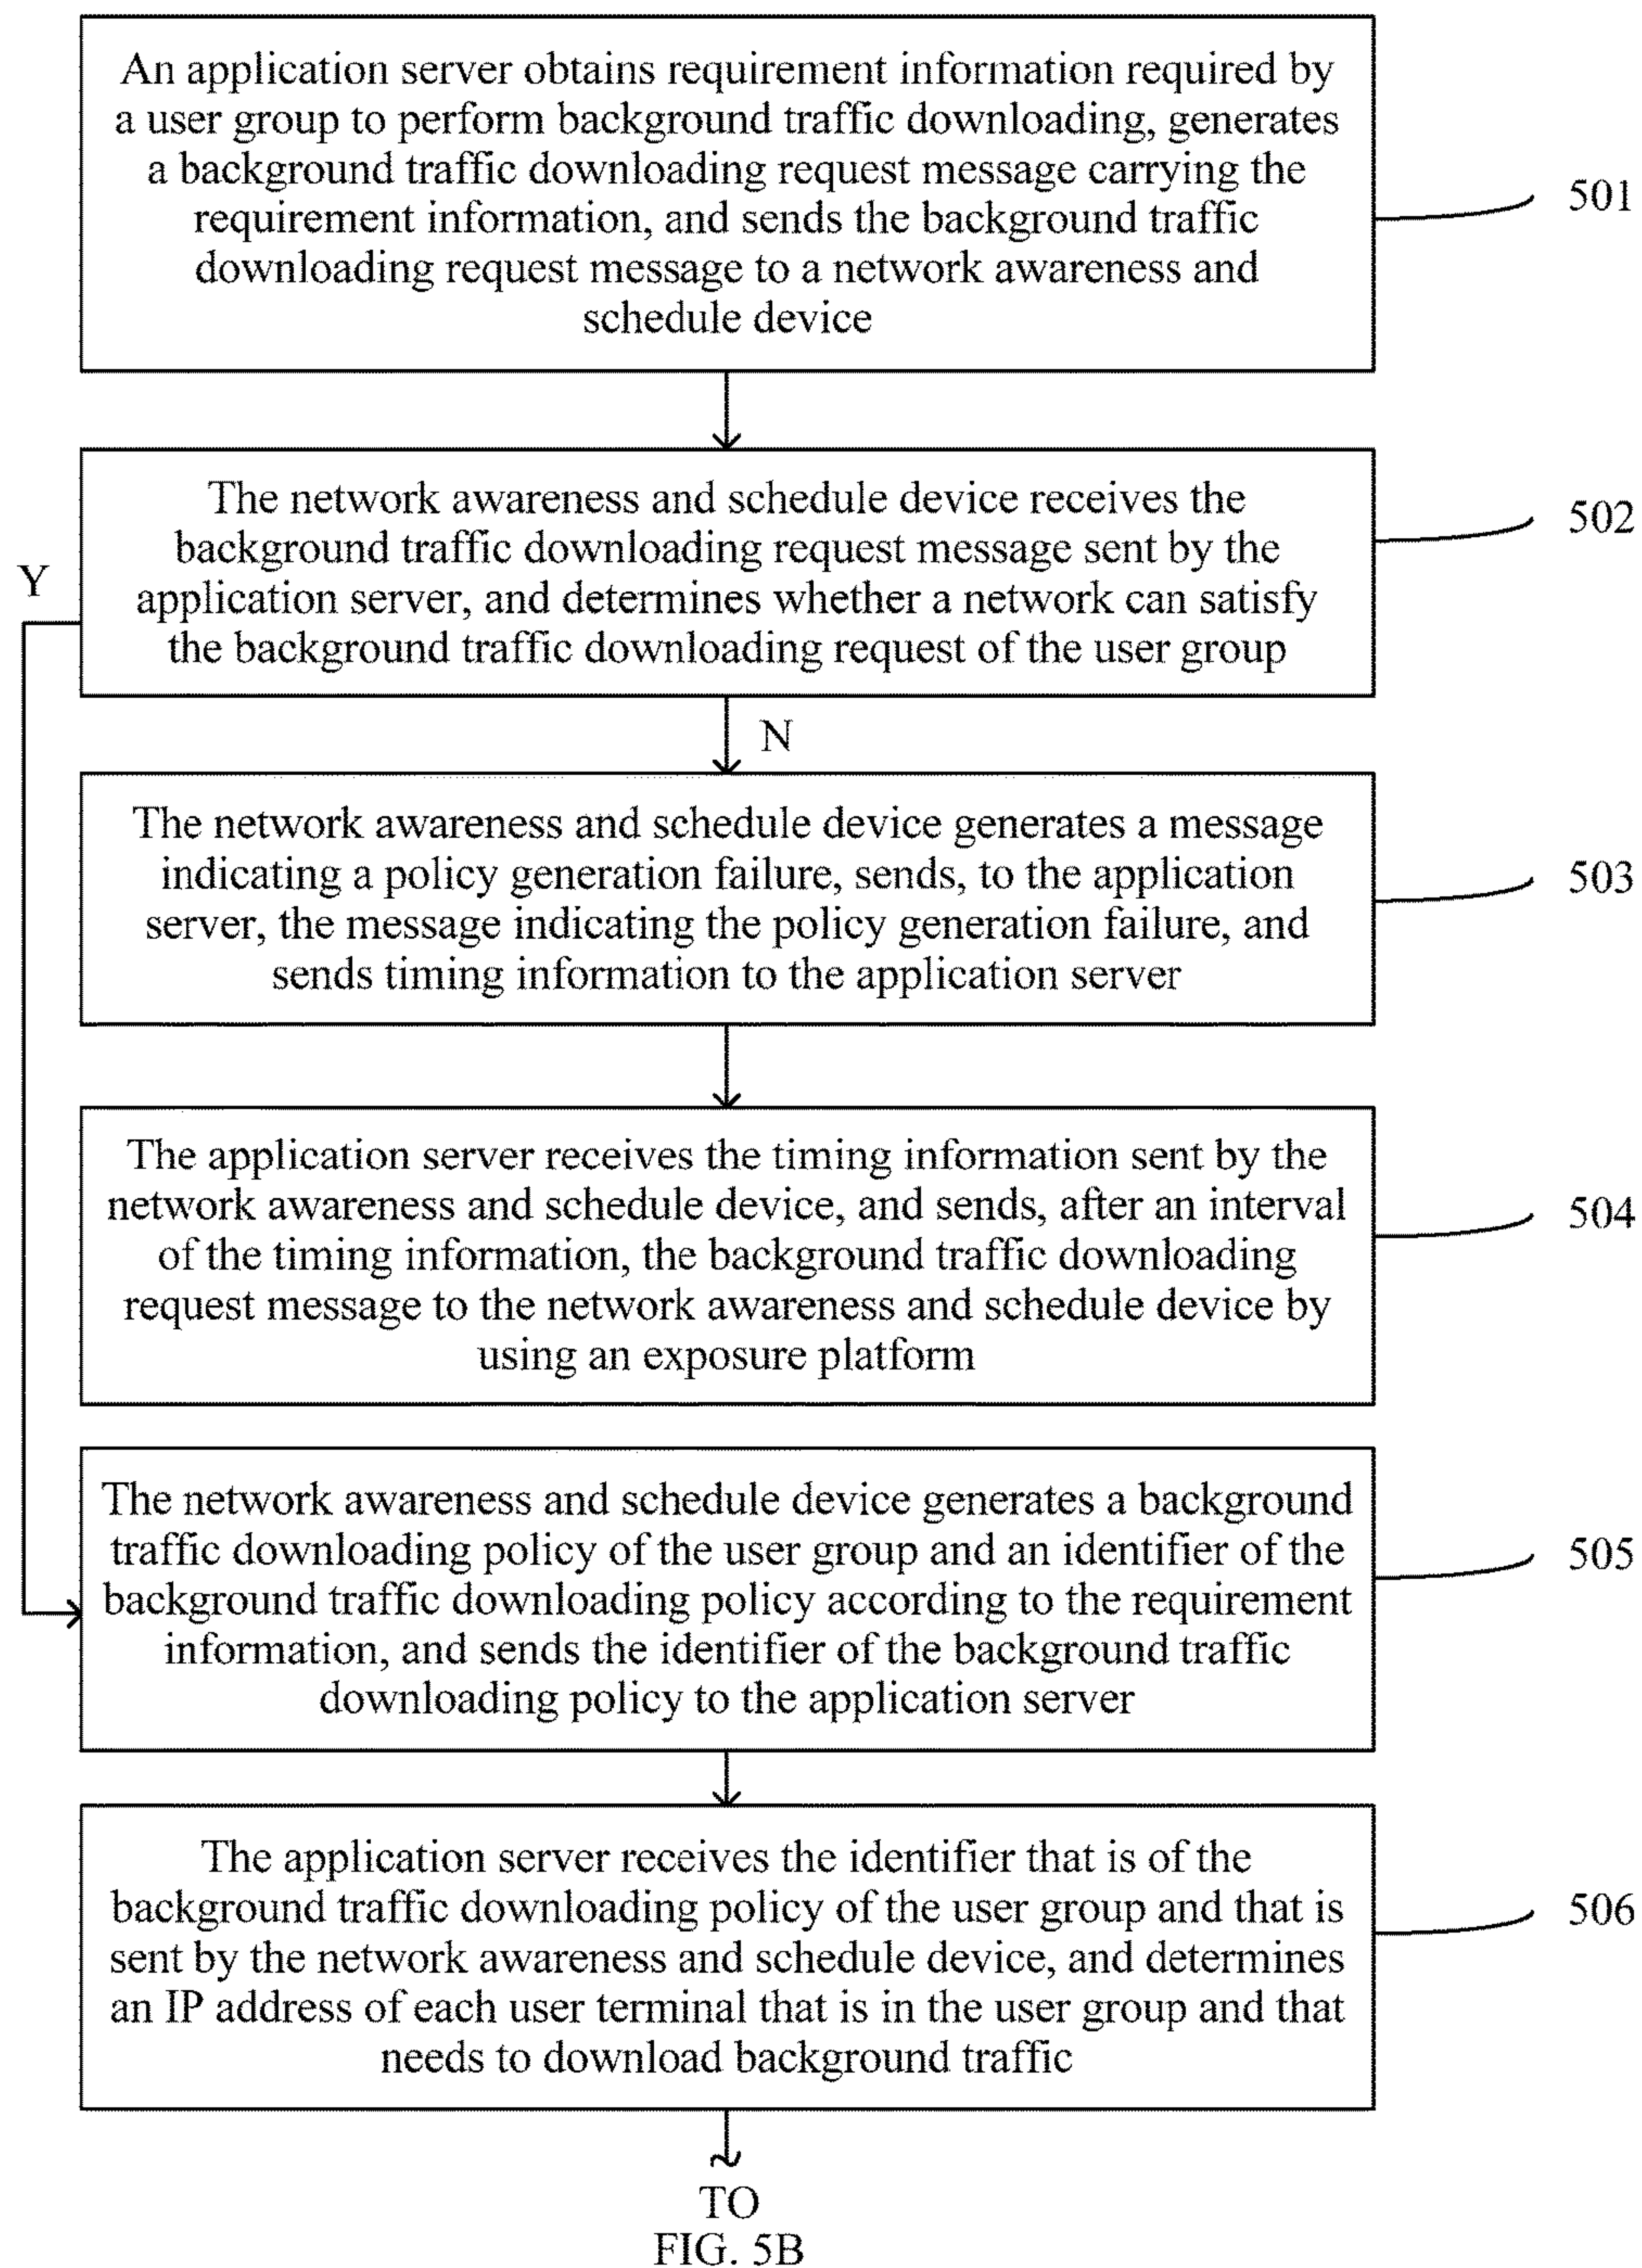 An application server obtains requirement information required by
a user group to perform background traffic downloading, generates
a background traffic downloading request message carrying the
requirement information, and sends the background traffic
downloading request message to a network awareness and
schedule device
501
The network awareness and schedule device receives the
background traffic downloading request message sent by the
application server, and determines whether a network can satisfy
the background traffic downloading request of the user group
502
Y
N
The network awareness and schedule device generates a message
indicating a policy generation failure, sends, to the application
server, the message indicating the policy generation failure, and
sends timing information to the application server
503
The application server receives the timing information sent by the
network awareness and schedule device, and sends, after an interval
of the timing information, the background traffic downloading
request message to the network awareness and schedule device by
using an exposure platform
504
The network awareness and schedule device generates a background
traffic downloading policy of the user group and an identifier of the
background traffic downloading policy according to the requirement
information, and sends the identifier of the background traffic
downloading policy to the application server
505
The application server receives the identifier that is of the
background traffic downloading policy of the user group and that is
sent by the network awareness and schedule device, and determines
an IP address of each user terminal that is in the user group and that
needs to download background traffic
506
TO
FIG. 5B